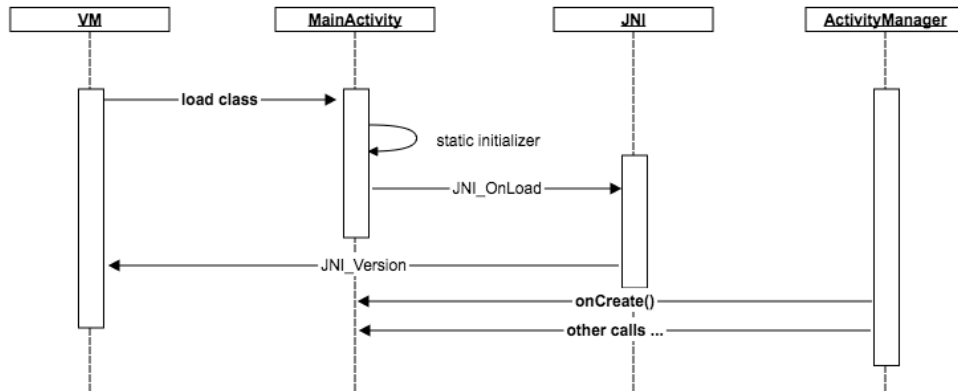 VM
MainActivity
JNI
ActivityManager
load class
static initializer
JNI_OnLoad
JNI_Version
onCreate()
other calls ...